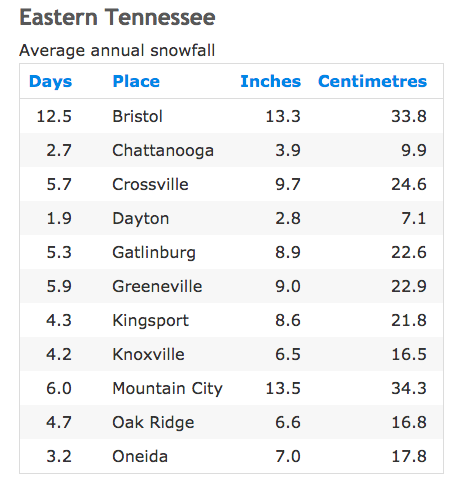 Eastern Tennessee
Average annual snowfall
Days Place Inches Centimetres
12.5 Bristol 13.3 33.8
2.7 Chattanooga 3.9 9.9
5.7 Crossville 9.7 24.6
1.9 Dayton 2.8 7.1
5.3 Gatlinburg 8.9 22.6
5.9 Greeneville 9.0 22.9
4.3 Kingsport 8.6 21.8
4.2 Knoxville 6.5 16.5
6.0 Mountain City 13.5 34.3
4.7 Oak Ridge 6.6 16.8
3.2 Oneida 7.0 17.8